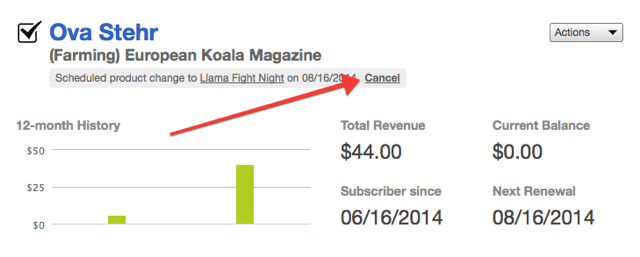 Ova Stehr
Actions
(Farming) European Koala Magazine
Scheduled product change to Llama Fight Night on 08/16/2014 Cancel
12-month History
Total Revenue
Current Balance
$50
$44.00
$0.00
$25
Subscriber since
Next Renewal
$0
06/16/2014
08/16/2014